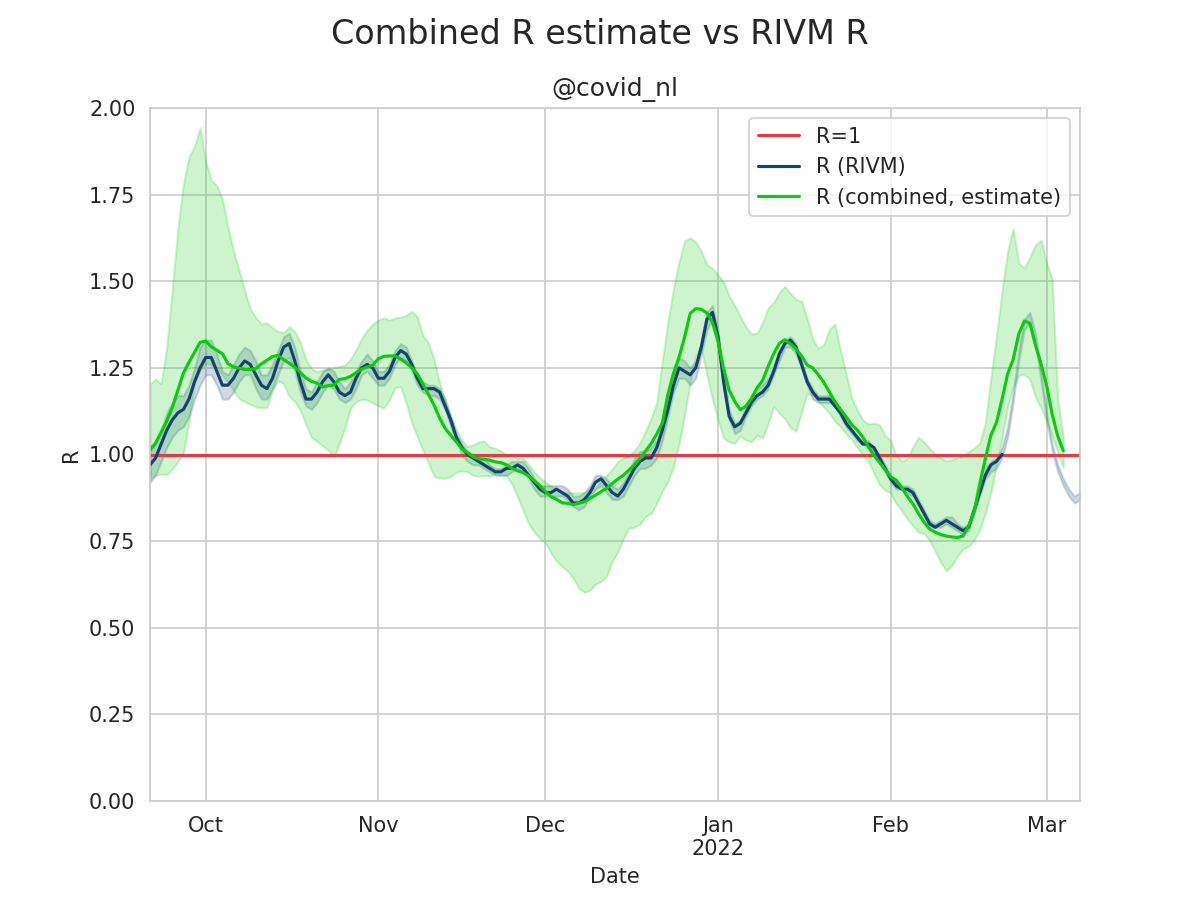 Combined R estimate vs RIVM R
@covid_nl
R=1
R (RIVM)
R (combined, estimate)
2.00
1.75
1.50
1.25
1.00
0.75
0.50
0.25
0.00
R
Oct
Nov
Dec
Jan
2022
Feb
Mar
Date